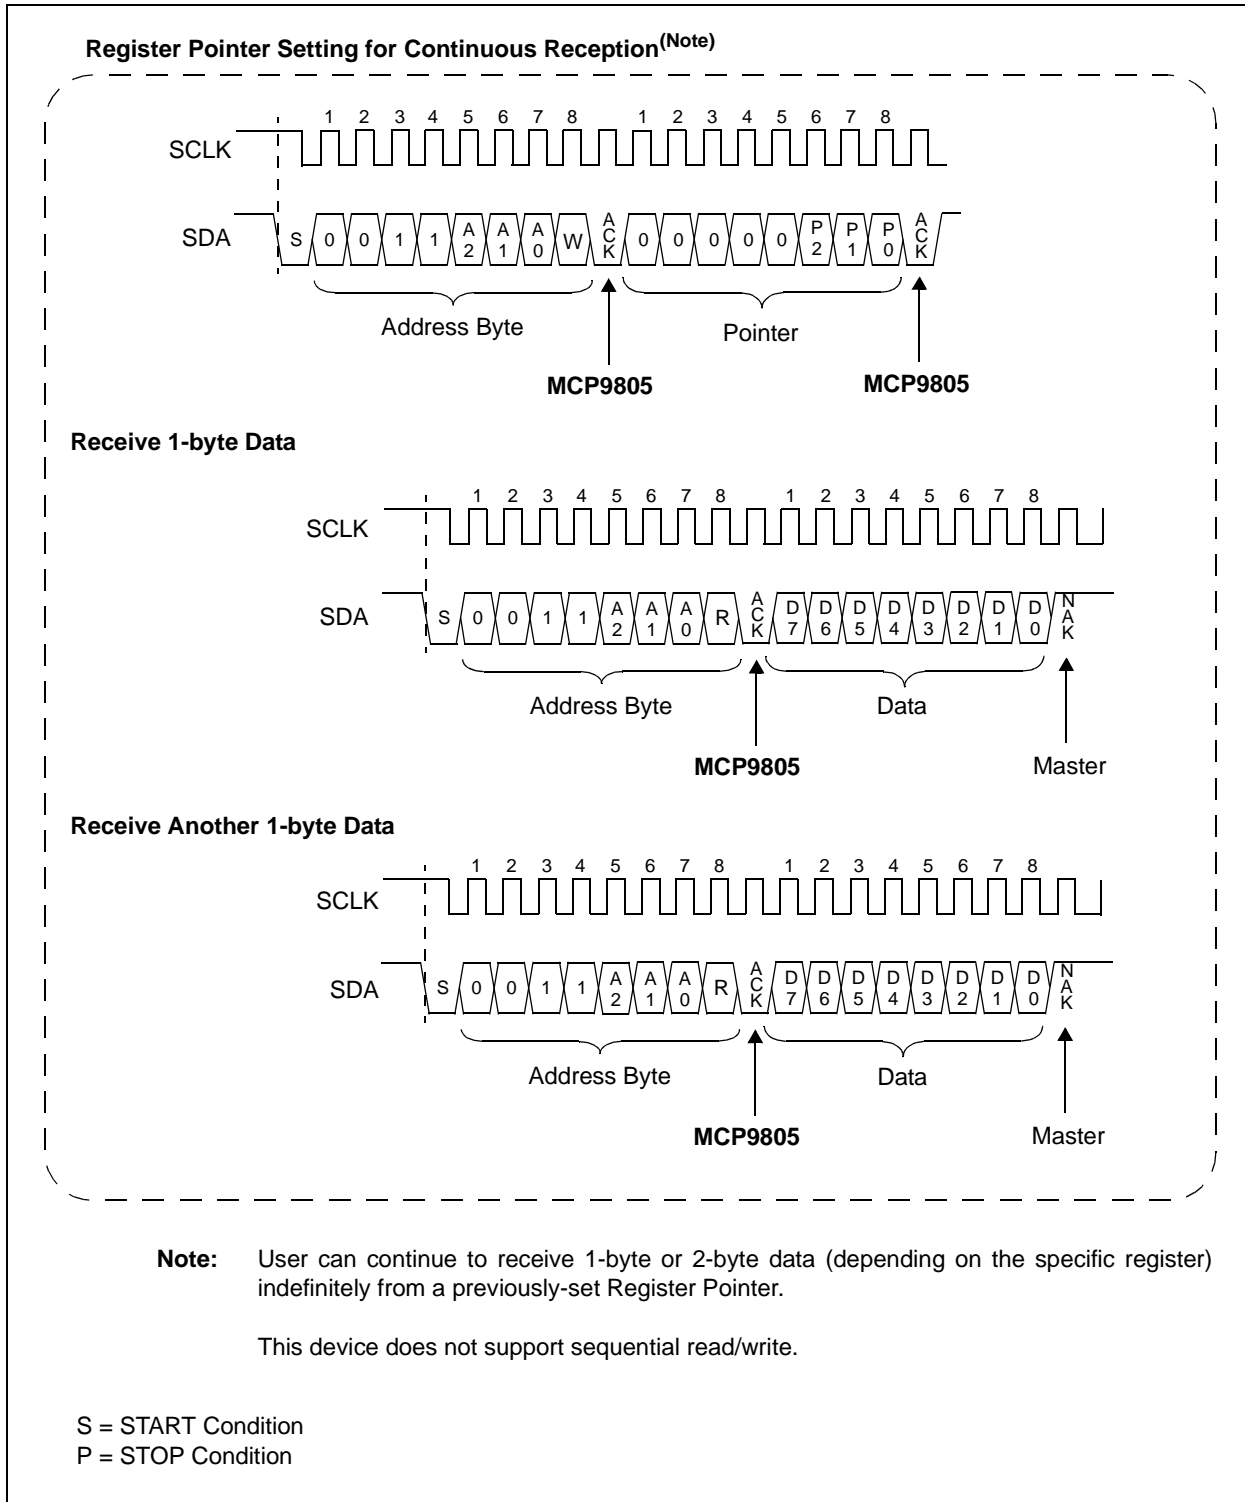 Register Pointer Setting for Continuous Reception(Note)
1 2 3 4 5 6 7 8 1 2 3 4 5 6 7 8
SCLK
SDA S 0 0 1 1 A2 A1 A0 W ACK 0 0 0 0 0 P2 P1 P0 ACK
Address Byte Pointer
MCP9805 MCP9805
Receive 1-byte Data
1 2 3 4 5 6 7 8 1 2 3 4 5 6 7 8
SCLK
SDA S 0 0 1 1 A2 A1 A0 R ACK D7 D6 D5 D4 D3 D2 D1 D0 NAK
Address Byte Data
MCP9805 Master
Receive Another 1-byte Data
1 2 3 4 5 6 7 8 1 2 3 4 5 6 7 8
SCLK
SDA S 0 0 1 1 A2 A1 A0 R ACK D7 D6 D5 D4 D3 D2 D1 D0 NAK
Address Byte Data
MCP9805 Master
Note: User can continue to receive 1-byte or 2-byte data (depending on the specific register)
indefinitely from a previously-set Register Pointer.
This device does not support sequential read/write.
S = START Condition
P = STOP Condition